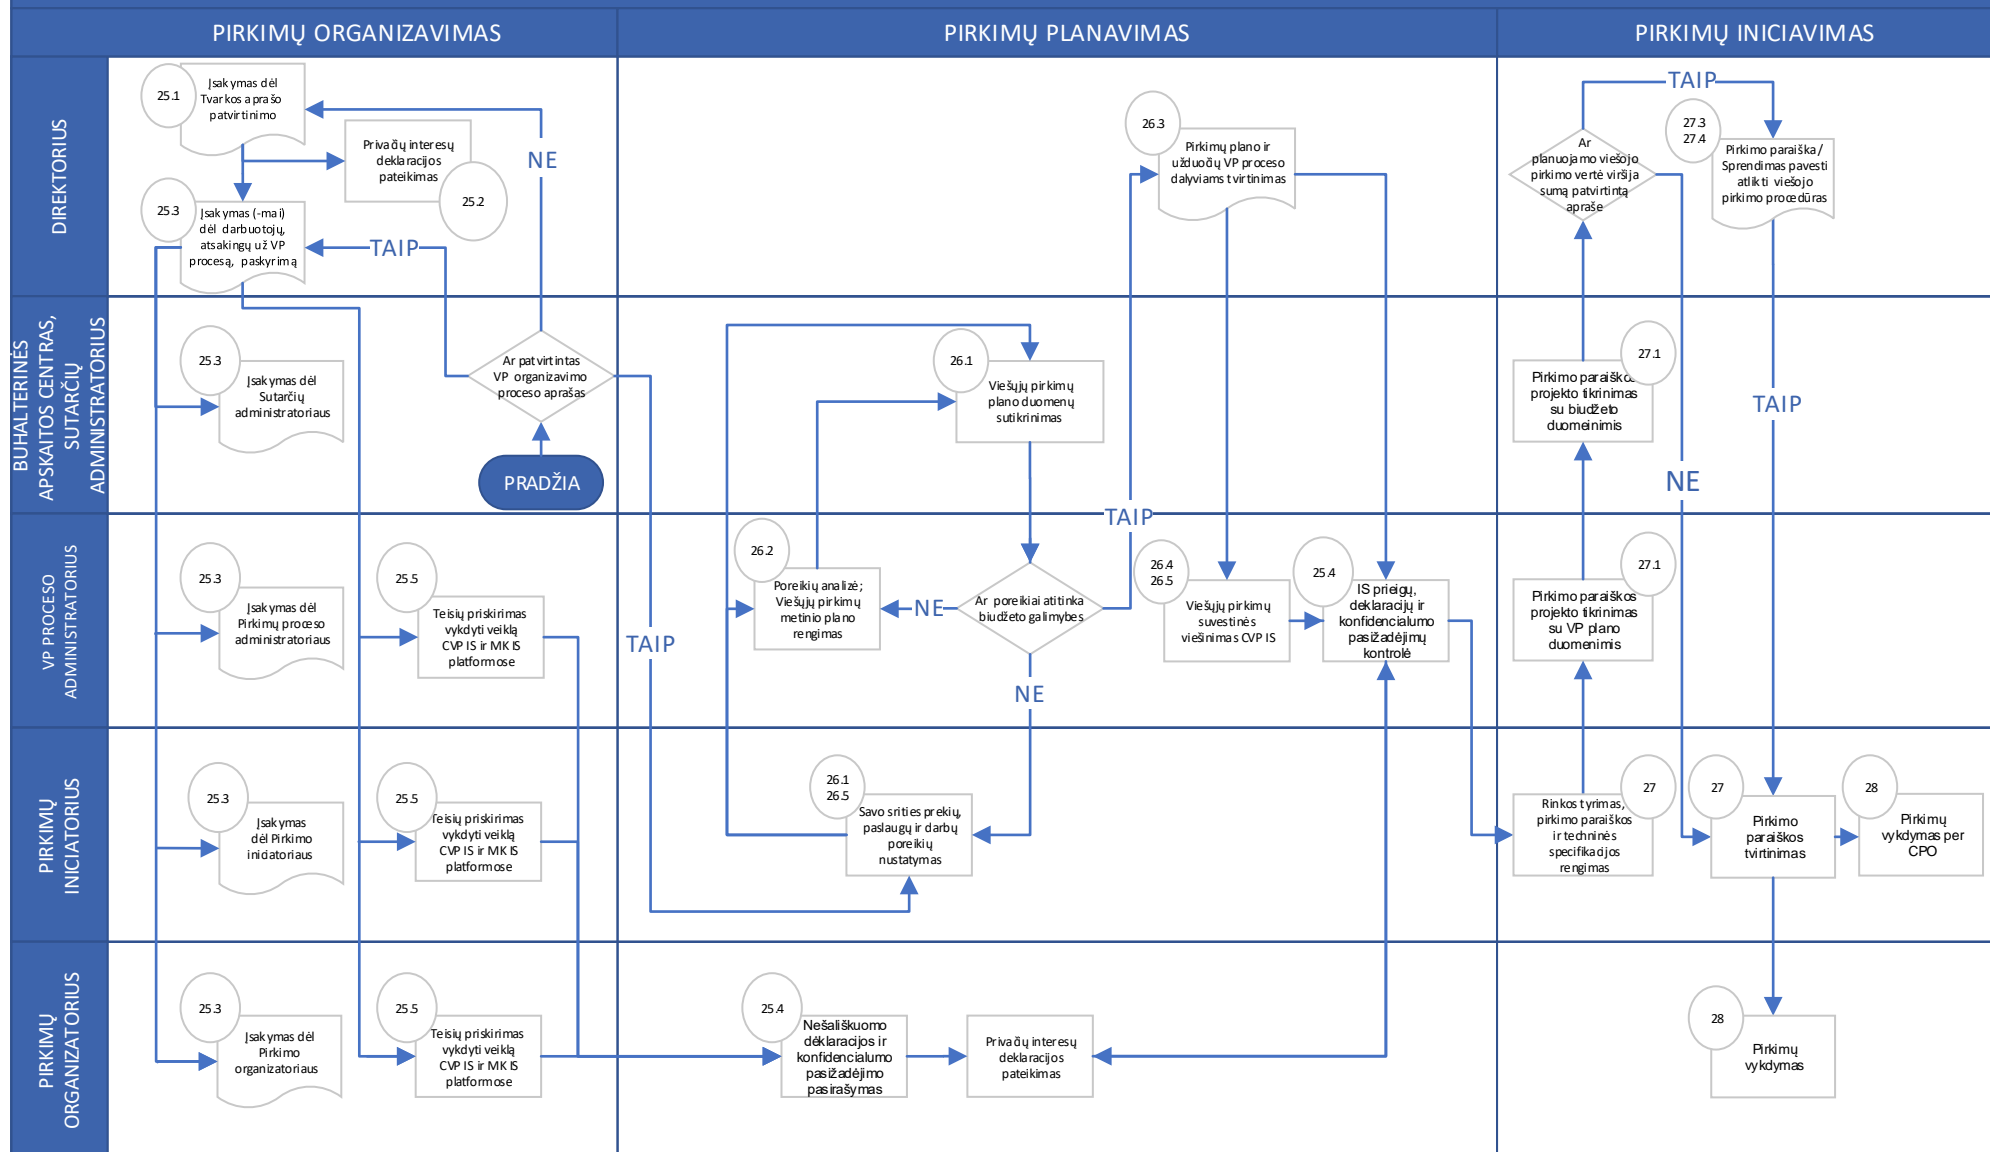 PIRKIMŲ ORGANIZAVIMAS
PIRKIMŲ PLANAVIMAS
PIRKIMŲ INICIAVIMAS
DIREKTORIUS
25.1
Įsakymas dėl
Tvarkos aprašo
patvirtinimo
Privačių interesų
deklaracijos
pateikimas
25.2
NE
25.3
Įsakymas (-mai)
dėl darbuotojų,
atsakingų už VP
procesą, paskyrimą
TAIP
26.3
Pirkimų plano ir
užduočių VP proceso
dalyviams tvirtinimas
TAIP
Ar
planuojamo viešojo
pirkimo vertė viršija
sumą patvirtintą
apraše
27.3
27.4
Pirkimo paraiška/
Sprendimas pavesti
atlikti viešojo
pirkimo procedūras
BUHALTERINĖS
APSKAITOS CENTRAS,
SUTARČIŲ
ADMINISTRATORIUS
25.3
Įsakymas dėl
Sutarčių
administratoriaus
Ar patvirtintas
VP organizavimo
proceso aprašas
PRADŽIA
26.1
Viešųjų pirkimų
plano duomenų
sutikrinimas
TAIP
27.1
Pirkimo paraiškos
projekto tikrinimas
su biudžeto
duomeinimis
TAIP
NE
VP PROCESO
ADMINISTRATORIUS
25.3
Įsakymas dėl
Pirkimų proceso
administratoriaus
25.5
Teisių priskirimas
vykdyti veiklą
CVP IS ir MK IS
platformose
TAIP
26.2
Poreikių analizė;
Viešųjų pirkimų
metinio plano
rengimas
NE
Ar poreikiai atitinka
biudžeto galimybes
NE
26.4
26.5
Viešųjų pirkimų
suvestinės
viešinimas CVP IS
25.4
IS prieigų,
deklaracijų ir
konfidencialumo
pasižadėjimų
kontrolė
27.1
Pirkimo paraiškos
projekto tikrinimas
su VP plano
duomenimis
PIRKIMŲ
INICIATORIUS
25.3
Įsakymas
dėl Pirkimo
iniciatoriaus
25.5
Teisių priskirimas
vykdyti veiklą
CVP IS ir MK IS
platformose
26.1
26.5
Savo srities prekių,
paslaugų ir darbų
poreikių
nustatymas
27
Rinkos tyrimas,
pirkimo paraiškos
ir techninės
specifikacijos
rengimas
27
Pirkimo
paraiškos
tvirtinimas
28
Pirkimų
vykdymas per
CPO
PIRKIMŲ
ORGANIZATORIUS
25.3
Įsakymas dėl
Pirkimo
organizatoriaus
25.5
Teisių priskirimas
vykdyti veiklą
CVP IS ir MK IS
platformose
25.4
Nešališkuomo
dėklaracijos ir
konfidencialumo
pasižadėjimo
pasirašymas
Privačių interesų
deklaracijos
pateikimas
28
Pirkimų
vykdymas